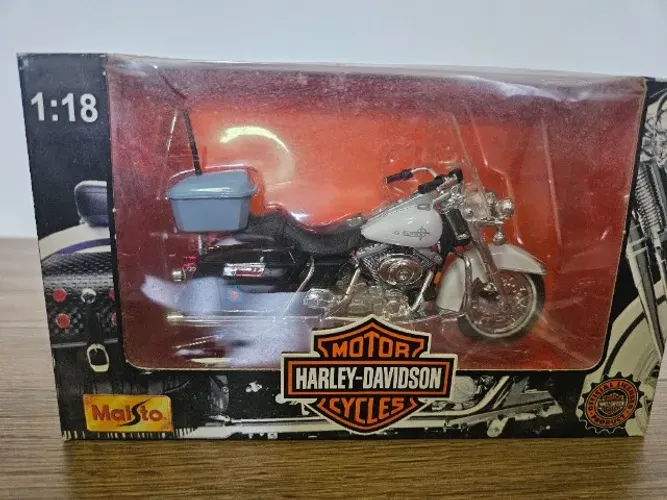 1:18
MOTOR
HARLEY-DAVIDSON
CYCLES
Maisto